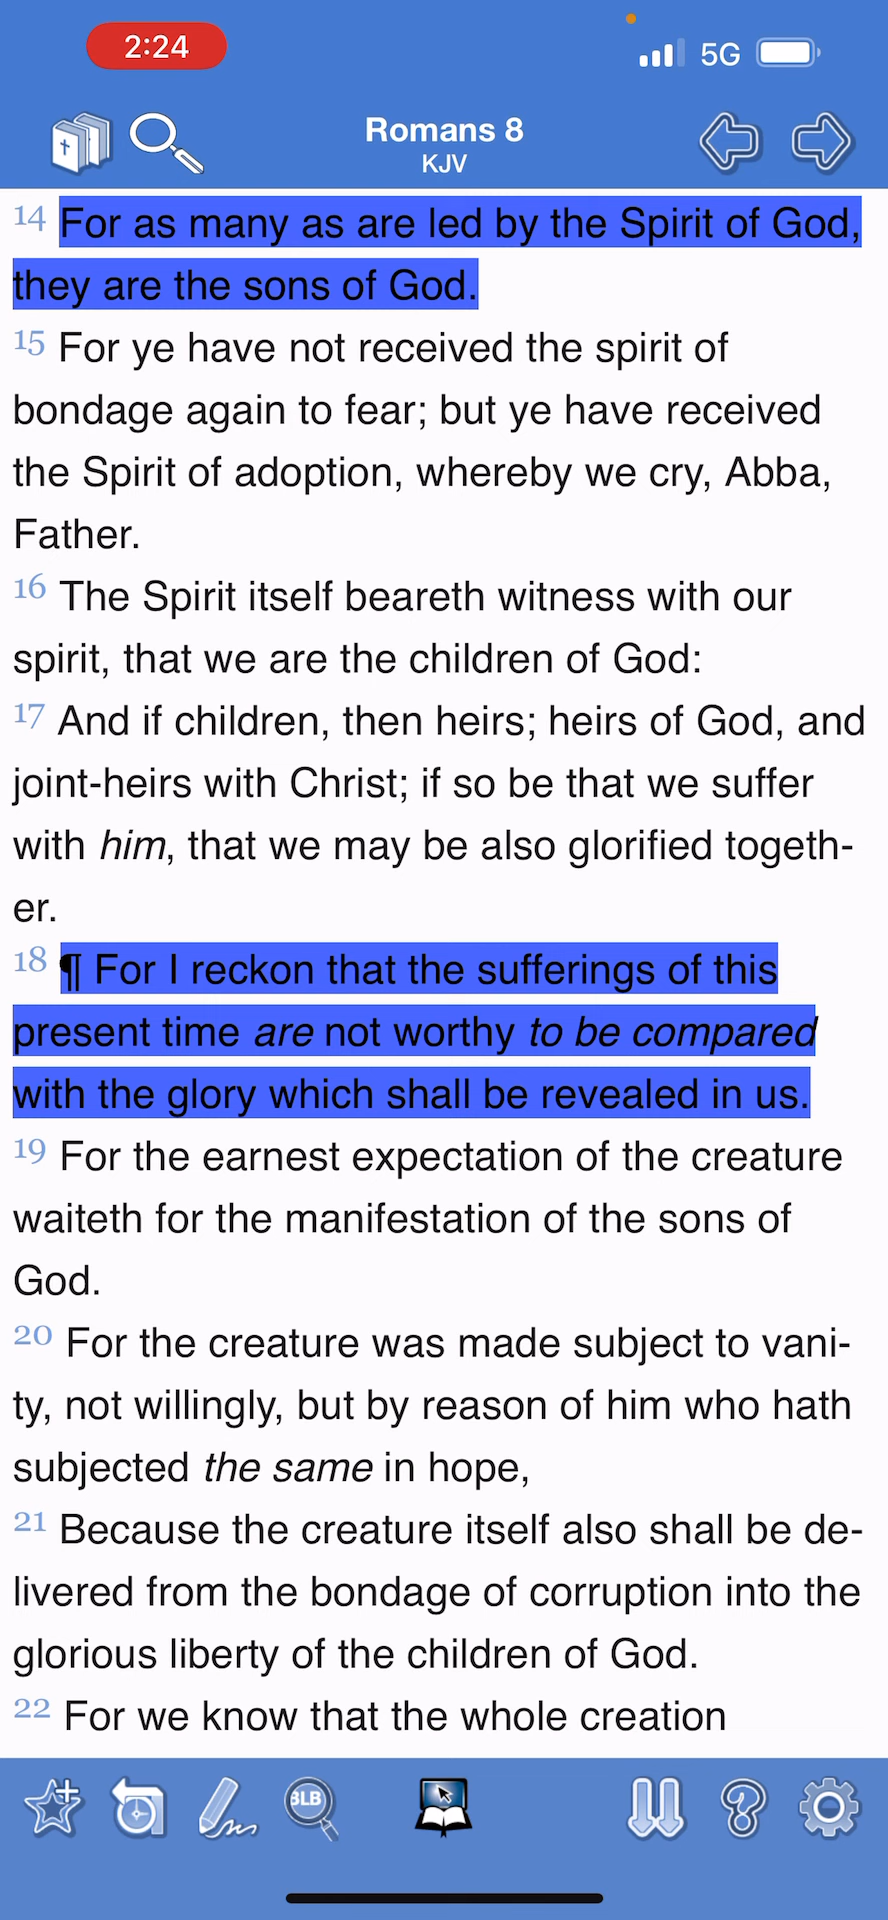 2:24
5G
Romans 8
KJV
14 For as many as are led by the Spirit of God,
they are the sons of God.
15 For ye have not received the spirit of
bondage again to fear; but ye have received
the Spirit of adoption, whereby we cry, Abba,
Father.
16 The Spirit itself beareth witness with our
spirit, that we are the children of God:
17 And if children, then heirs; heirs of God, and
joint-heirs with Christ; if so be that we suffer
with him, that we may be also glorified togeth-
er.
18 ¶ For I reckon that the sufferings of this
present time are not worthy to be compared
with the glory which shall be revealed in us.
19 For the earnest expectation of the creature
waiteth for the manifestation of the sons of
God.
20 For the creature was made subject to vani-
ty, not willingly, but by reason of him who hath
subjected the same in hope,
21 Because the creature itself also shall be de-
livered from the bondage of corruption into the
glorious liberty of the children of God.
22 For we know that the whole creation
BLB